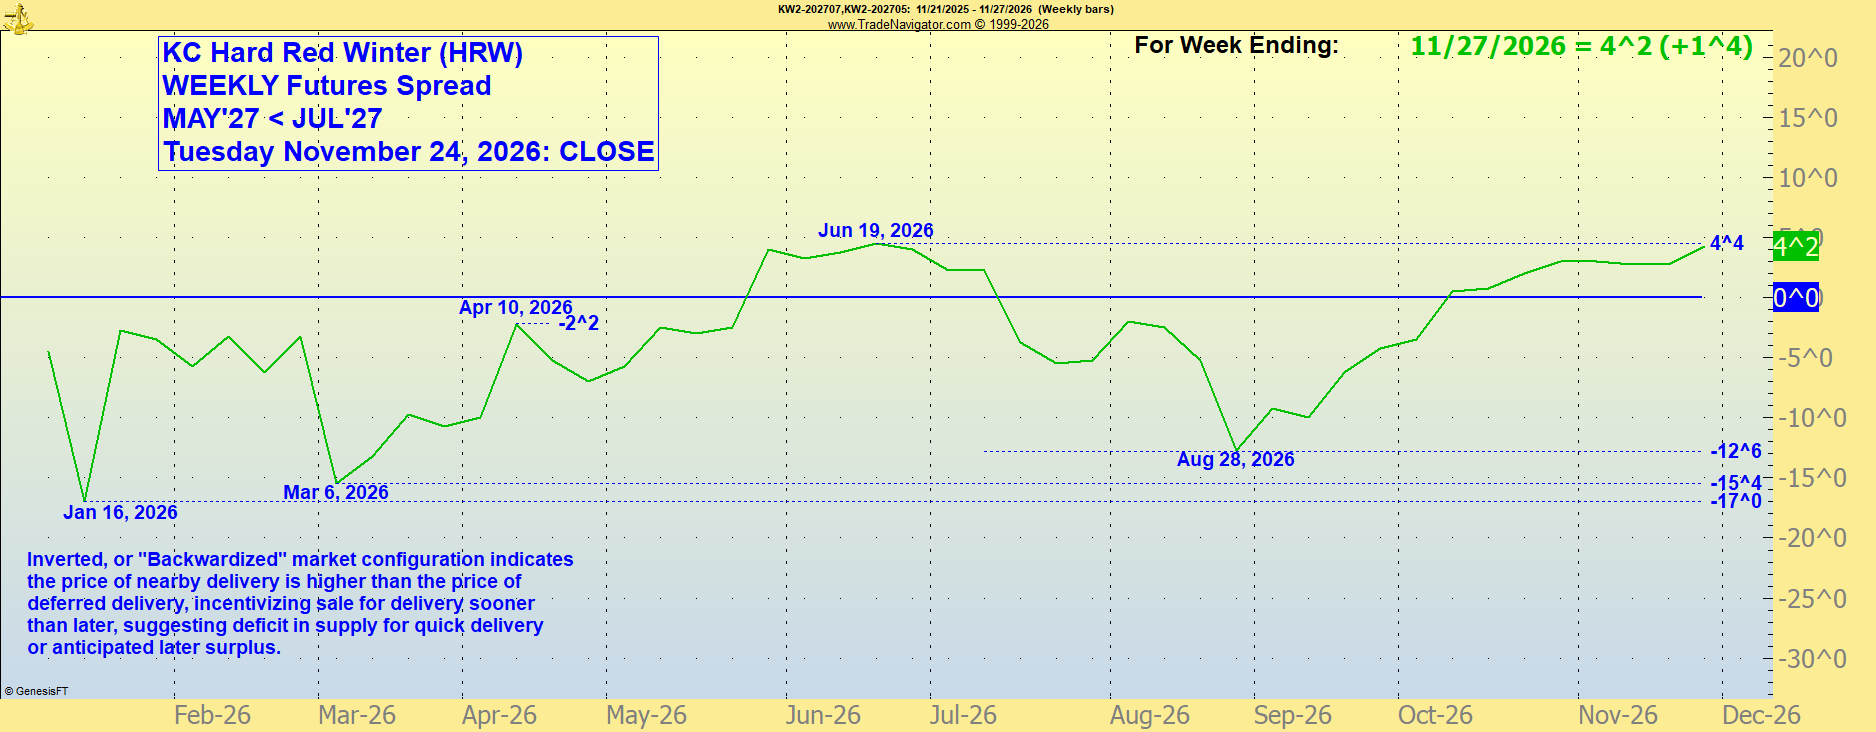 KW2-202707,KW2-202705: 11/21/2025 - 11/27/2026 (Weekly bars)
www.TradeNavigator.com © 1999-2026
KC Hard Red Winter (HRW)
WEEKLY Futures Spread
MAY'27 < JUL'27
Tuesday November 24, 2026: CLOSE
For Week Ending: 11/27/2026 = 4^2 (+1^4)
20^0
15^0
10^0
5^0
4^2
0^0
-5^0
-10^0
-15^0
-20^0
-25^0
-30^0
Jun 19, 2026
4^4
Apr 10, 2026
-2^2
-12^6
Aug 28, 2026
-15^4
Mar 6, 2026
-17^0
Jan 16, 2026
Inverted, or "Backwardized" market configuration indicates
the price of nearby delivery is higher than the price of
deferred delivery, incentivizing sale for delivery sooner
than later, suggesting deficit in supply for quick delivery
or anticipated later surplus.
© GenesisFT
Feb-26 Mar-26 Apr-26 May-26 Jun-26 Jul-26 Aug-26 Sep-26 Oct-26 Nov-26 Dec-26